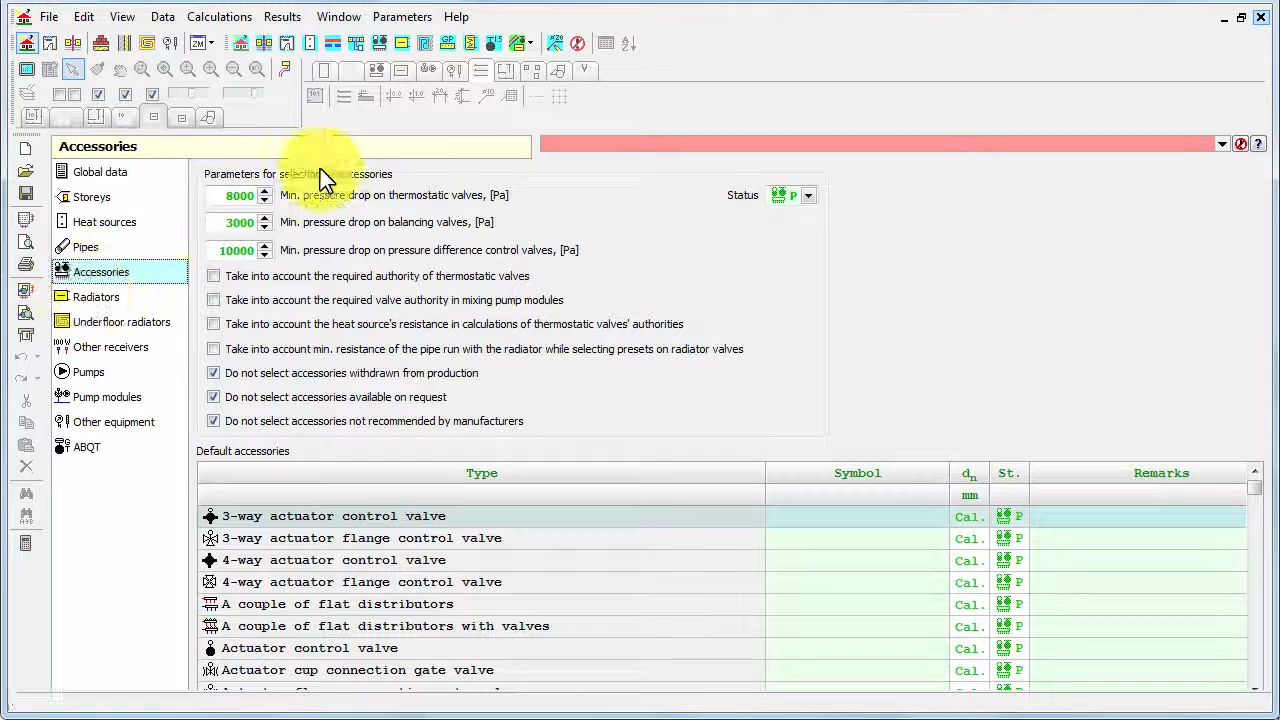 File Edit View Data Calculations Results Window Parameters Help
Accessories
Global data
Storeys
Heat sources
Pipes
Accessories
Radiators
Underfloor radiators
Other receivers
Pumps
Pump modules
Other equipment
ABQT
Parameters for accessories
8000 Min. pressure drop on thermostatic valves, [Pa]
Status P
3000 Min. pressure drop on balancing valves, [Pa]
10000 Min. pressure drop on pressure difference control valves, [Pa]
Take into account the required authority of thermostatic valves
Take into account the required valve authority in mixing pump modules
Take into account the heat source's resistance in calculations of thermostatic valves' authorities
Take into account min. resistance of the pipe run with the radiator while selecting presets on radiator valves
Do not select accessories withdrawn from production
Do not select accessories available on request
Do not select accessories not recommended by manufacturers
Default accessories
Type Symbol dn St. Remarks
mm
3-way actuator control valve Cal. P
3-way actuator flange control valve Cal. P
4-way actuator control valve Cal. P
4-way actuator flange control valve Cal. P
A couple of flat distributors Cal. P
A couple of flat distributors with valves Cal. P
Actuator control valve Cal. P
Actuator cup connection gate valve Cal. P